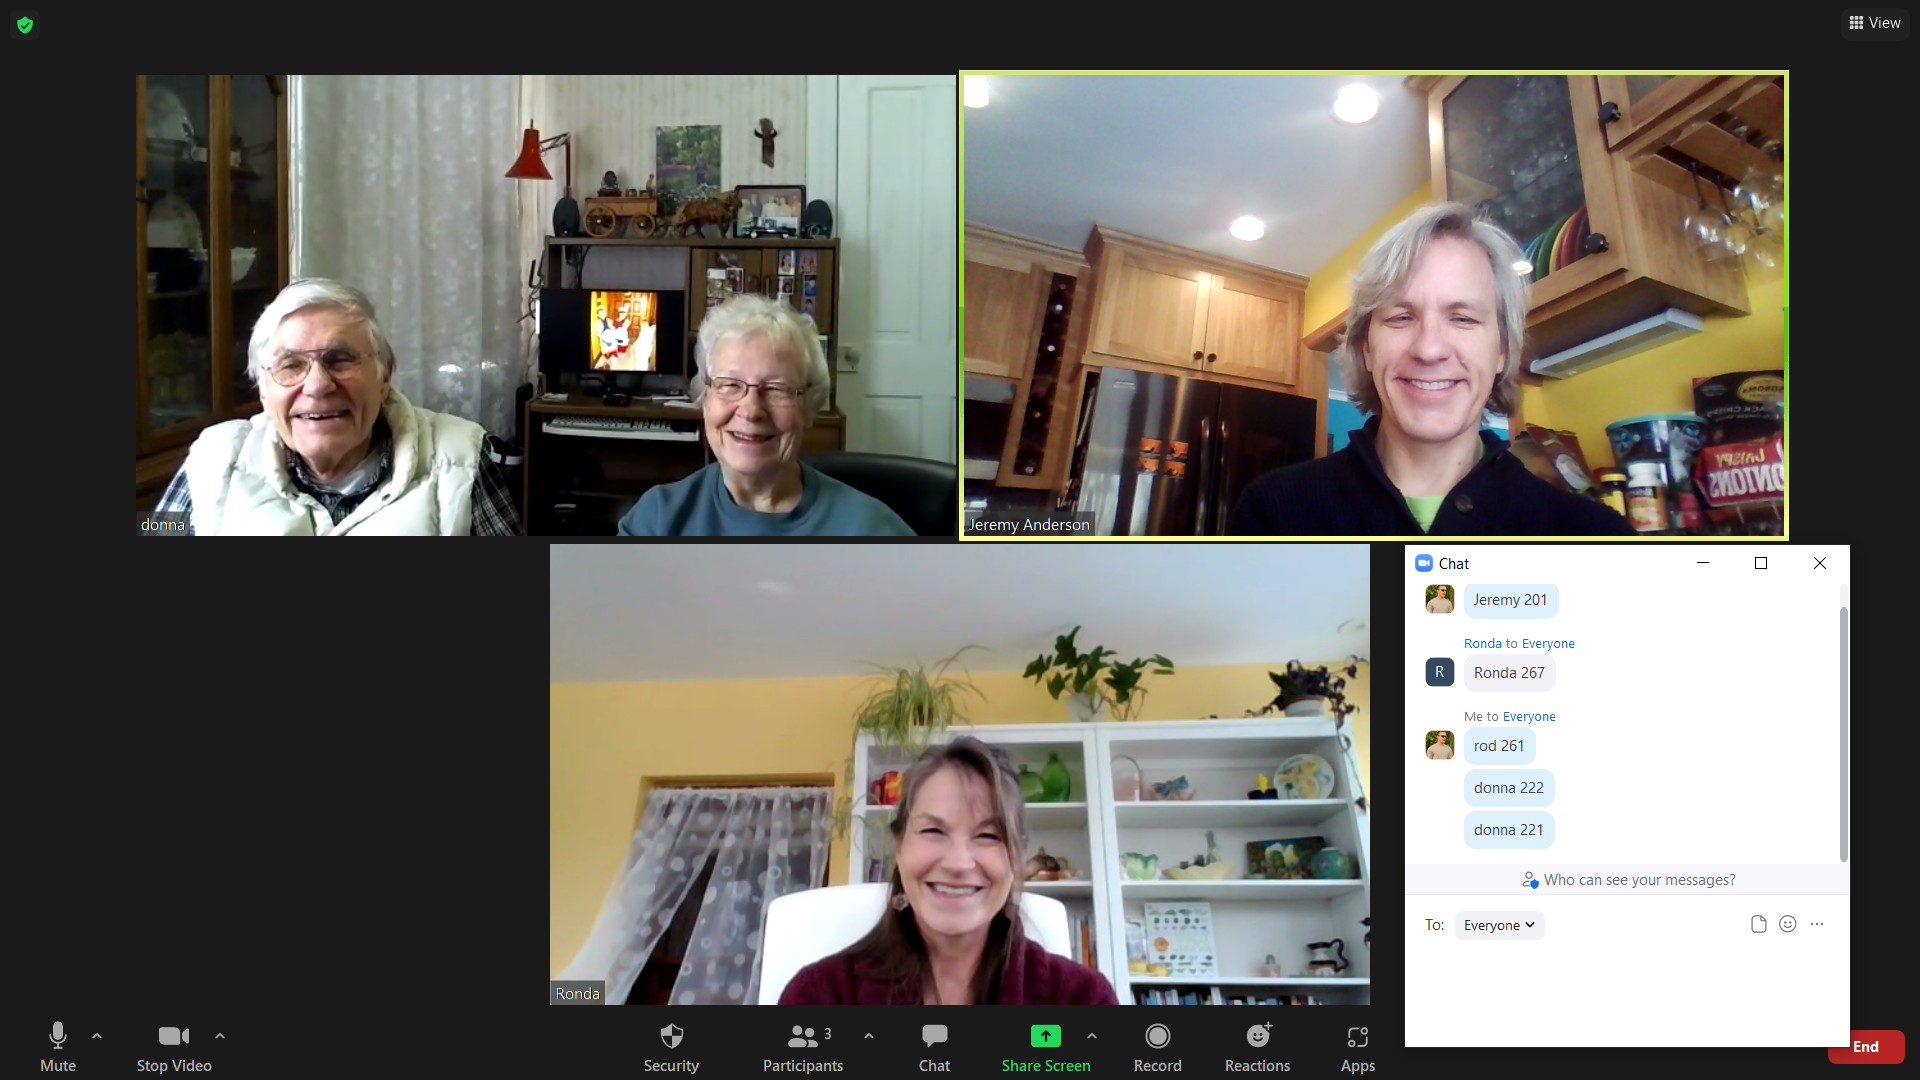 View
donna
Jeremy Anderson
CRISPY
ONIONS
Ronda
Chat
Jeremy 201
Ronda to Everyone
R
Ronda 267
Me to Everyone
rod 261
donna 222
donna 221
Who can see your messages?
To: Everyone
Mute
Stop Video
Security
3
Participants
Chat
Share Screen
Record
Reactions
Apps
End